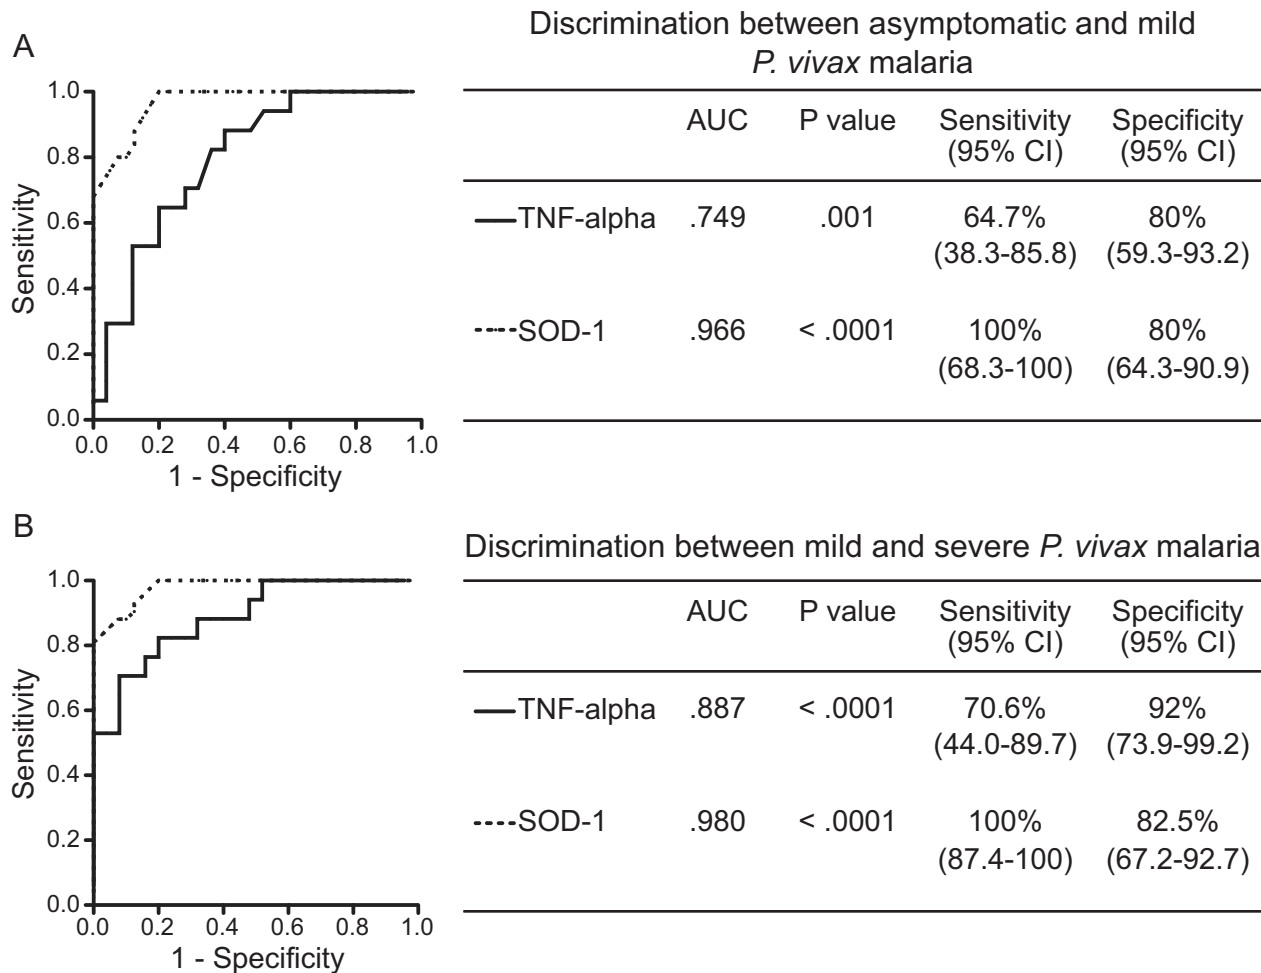 A
Discrimination between asymptomatic and mild
P. vivax malaria
Sensitivity
1.0
0.8
0.6
0.4
0.2
0.0
0.0 0.2 0.4 0.6 0.8 1.0
1 - Specificity
AUC P value Sensitivity Specificity
(95% CI) (95% CI)
TNF-alpha .749 .001 64.7% 80%
(38.3-85.8) (59.3-93.2)
SOD-1 .966 < .0001 100% 80%
(68.3-100) (64.3-90.9)
B
Discrimination between mild and severe P. vivax malaria
Sensitivity
1.0
0.8
0.6
0.4
0.2
0.0
0.0 0.2 0.4 0.6 0.8 1.0
1 - Specificity
AUC P value Sensitivity Specificity
(95% CI) (95% CI)
TNF-alpha .887 < .0001 70.6% 92%
(44.0-89.7) (73.9-99.2)
SOD-1 .980 < .0001 100% 82.5%
(87.4-100) (67.2-92.7)